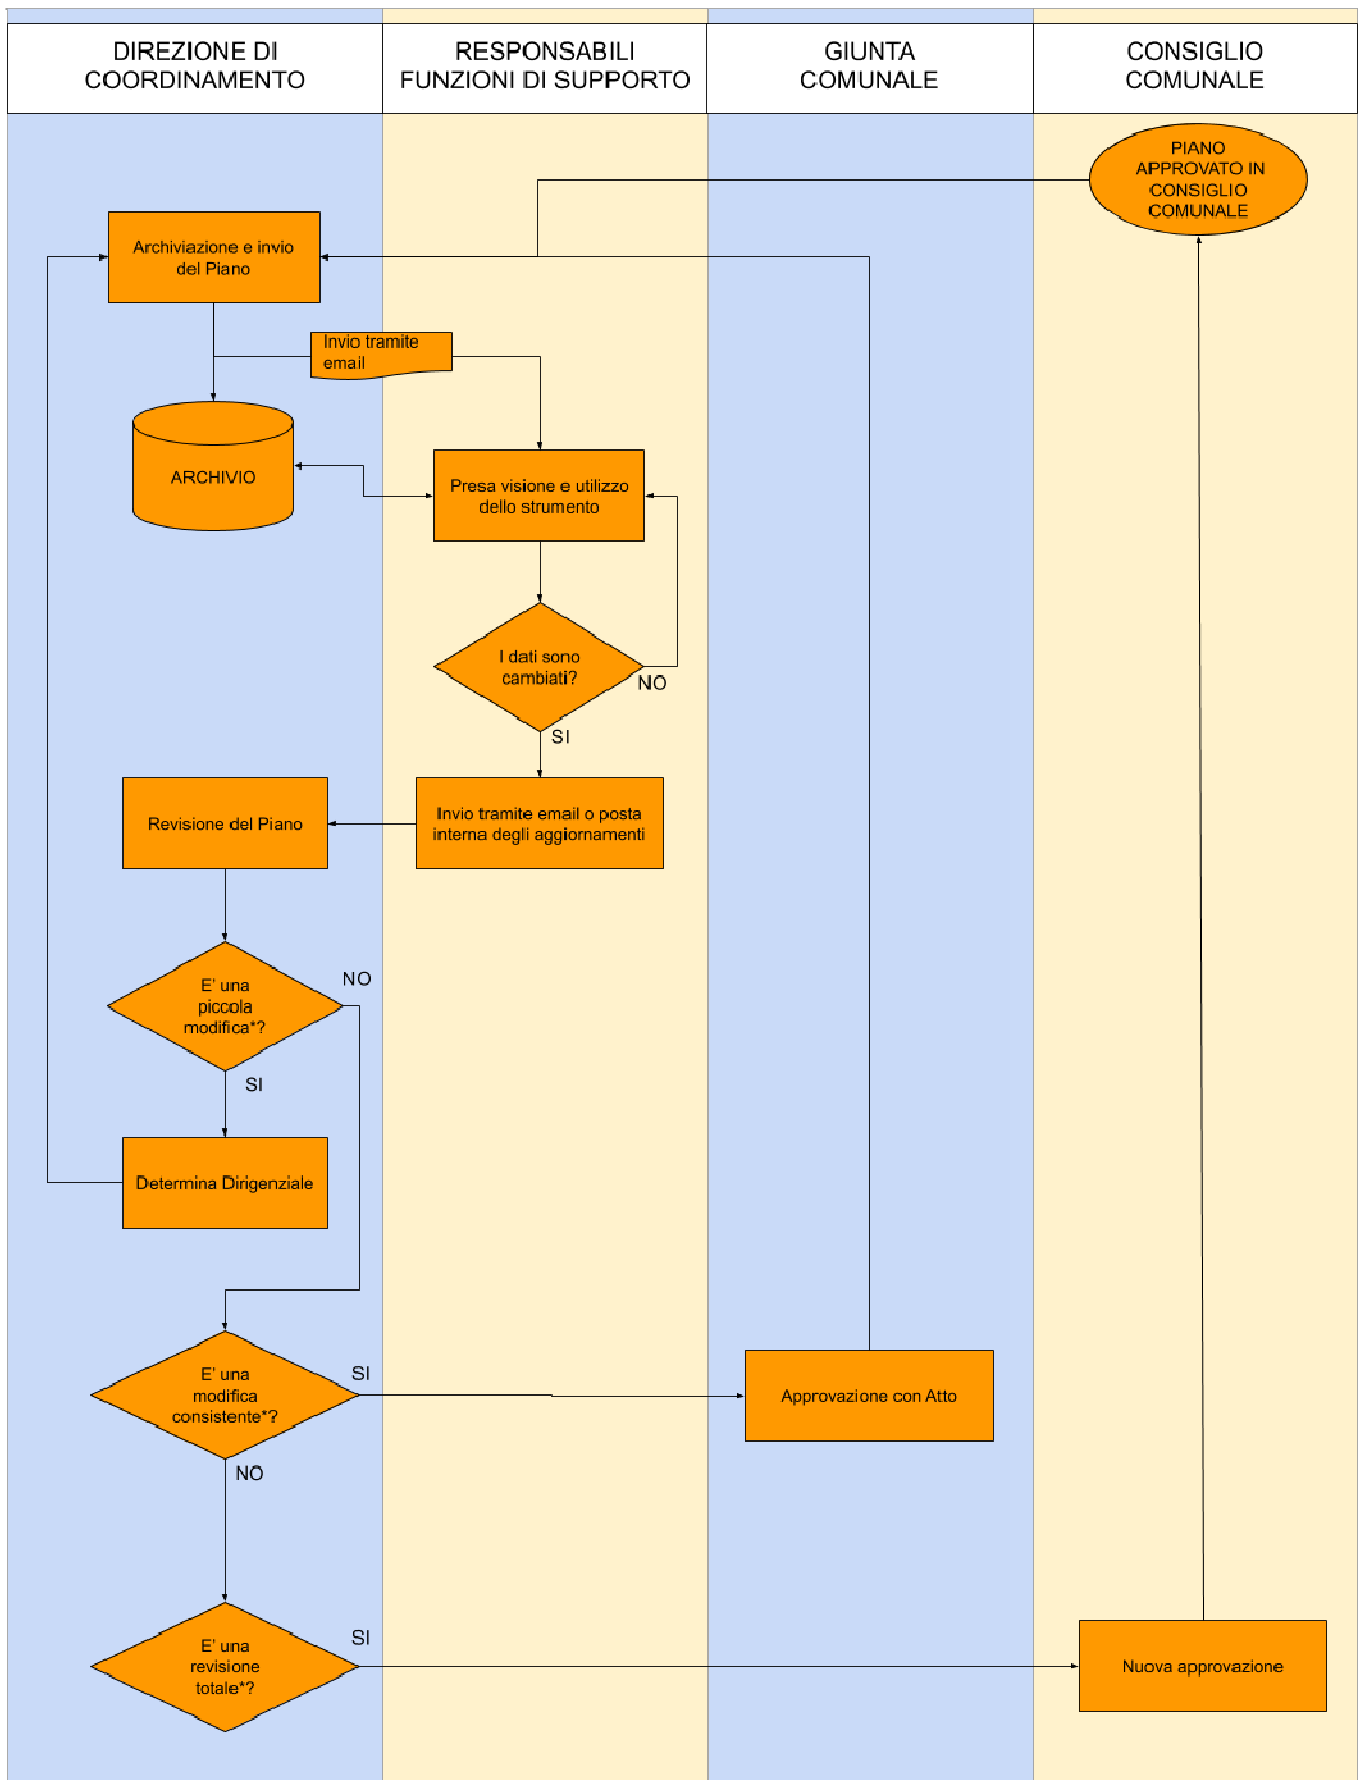 DIREZIONE DI
COORDINAMENTO
RESPONSABILI
FUNZIONI DI SUPPORTO
GIUNTA
COMUNALE
CONSIGLIO
COMUNALE
PIANO
APPROVATO IN
CONSIGLIO
COMUNALE
Archiviazione e invio
del Piano
Invio tramite
email
ARCHIVIO
Presa visione e utilizzo
dello strumento
I dati sono
cambiati?
NO
SI
Revisione del Piano
Invio tramite email o posta
interna degli aggiornamenti
E' una
piccola
modifica*?
NO
SI
Determina Dirigenziale
E' una
modifica
consistente*?
SI
NO
Approvazione con Atto
E' una
revisione
totale*?
SI
Nuova approvazione